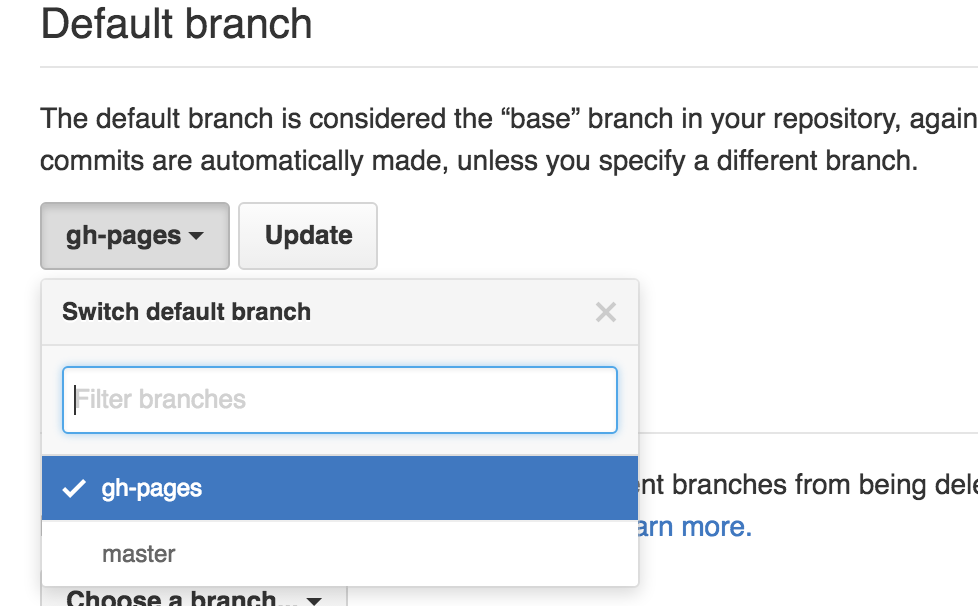 Default branch
The default branch is considered the “base” branch in your repository, again
commits are automatically made, unless you specify a different branch.
gh-pages Update
Switch default branch
Filter branches
gh-pages
nt branches from being dele
arn more.
master
Choose a branch...